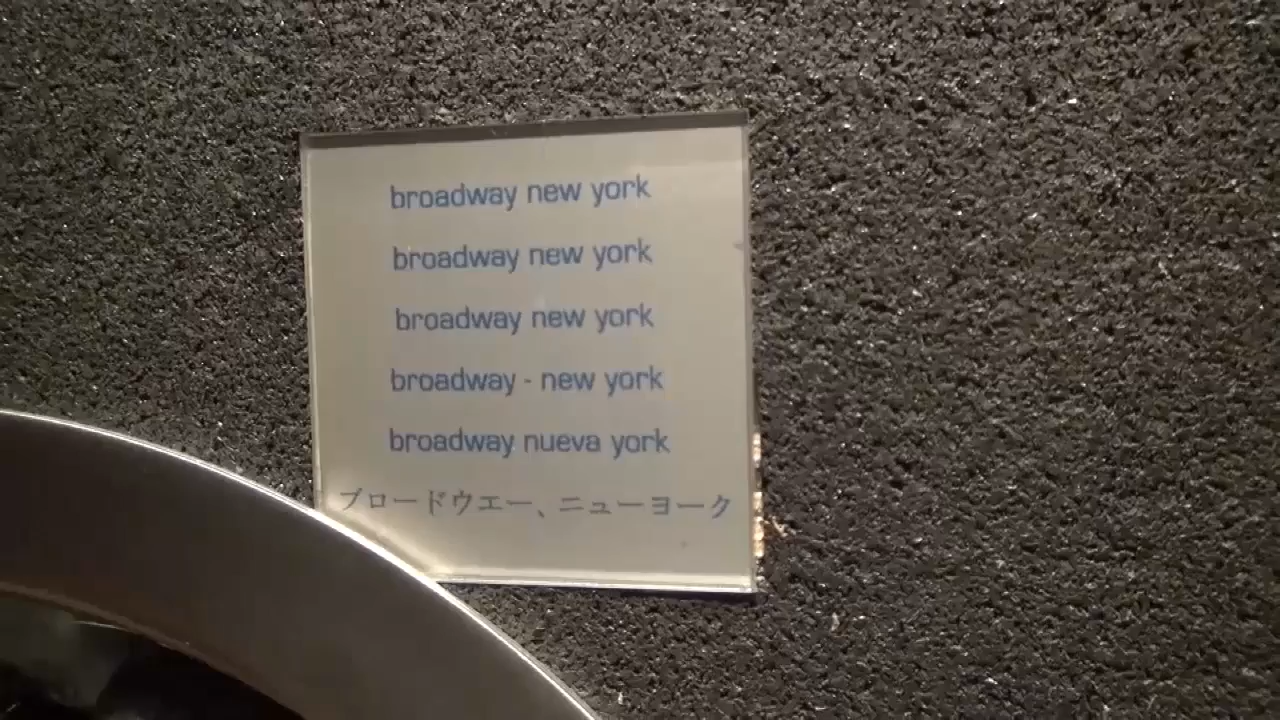 broadway new york
broadway new york
broadway new york
broadway - new york
broadway nueva york
ブロードウエー、ニューヨーク